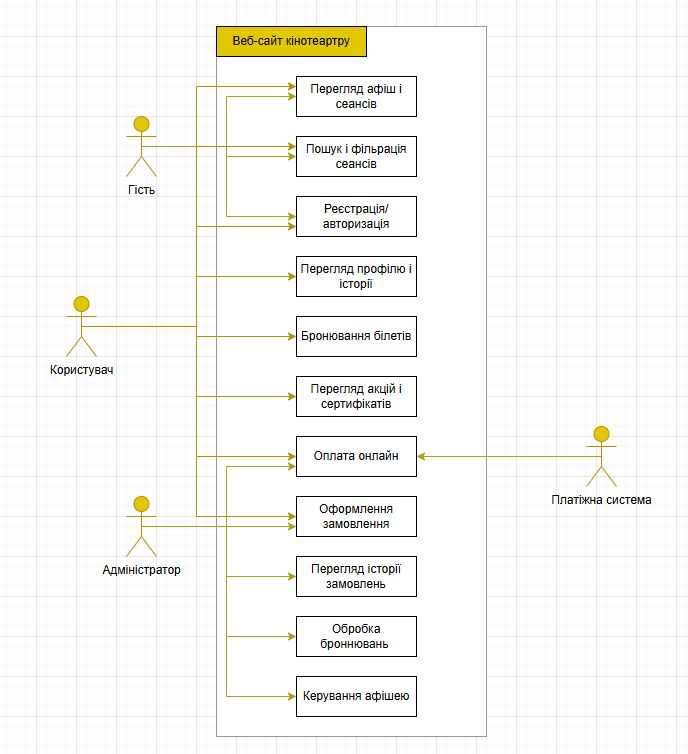 Веб-сайт кінотеартру
Перегляд афіш і
сеансів
Пошук і фільрація
сеансів
Гість
Реєстрація/
авторизація
Перегляд профілю і
історії
Бронювання білетів
Користувач
Перегляд акцій і
сертифікатів
Оплата онлайн
Платіжна система
Оформлення
замовлення
Адміністратор
Перегляд історії
замовлень
Обробка
броннювань
Керування афішею